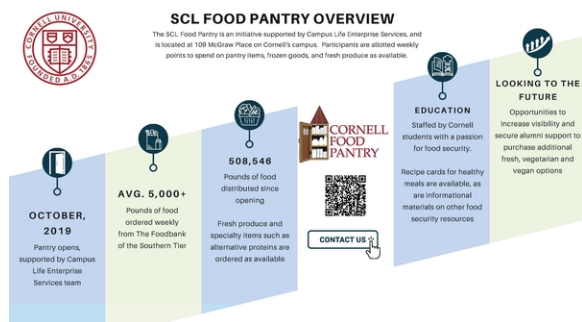 CORNELL UNIVERSITY
FOUNDED A.D. 1865
SCL FOOD PANTRY OVERVIEW
The SCL Food Pantry is an initiative supported by Campus Life Enterprise Services, and
is located at 109 McGraw Place on Cornell's campus. Participants are allotted weekly
points to spend on pantry items, frozen goods, and fresh produce as available.
OCTOBER,
2019
Pantry opens,
supported by Campus
Life Enterprise
Services team
AVG. 5,000+
Pounds of food
ordered weekly
from The Foodbank
of the Southern Tier
508,546
Pounds of food
distributed since
opening
Fresh produce and
specialty items such as
alternative proteins are
ordered as available
CORNELL
FOOD
PANTRY
CONTACT US
EDUCATION
Staffed by Cornell
students with a passion
for food security.
Recipe cards for healthy
meals are available, as
are informational
materials on other food
security resources
LOOKING TO THE
FUTURE
Opportunities to
increase visibility and
secure alumni support to
purchase additional
fresh, vegetarian and
vegan options